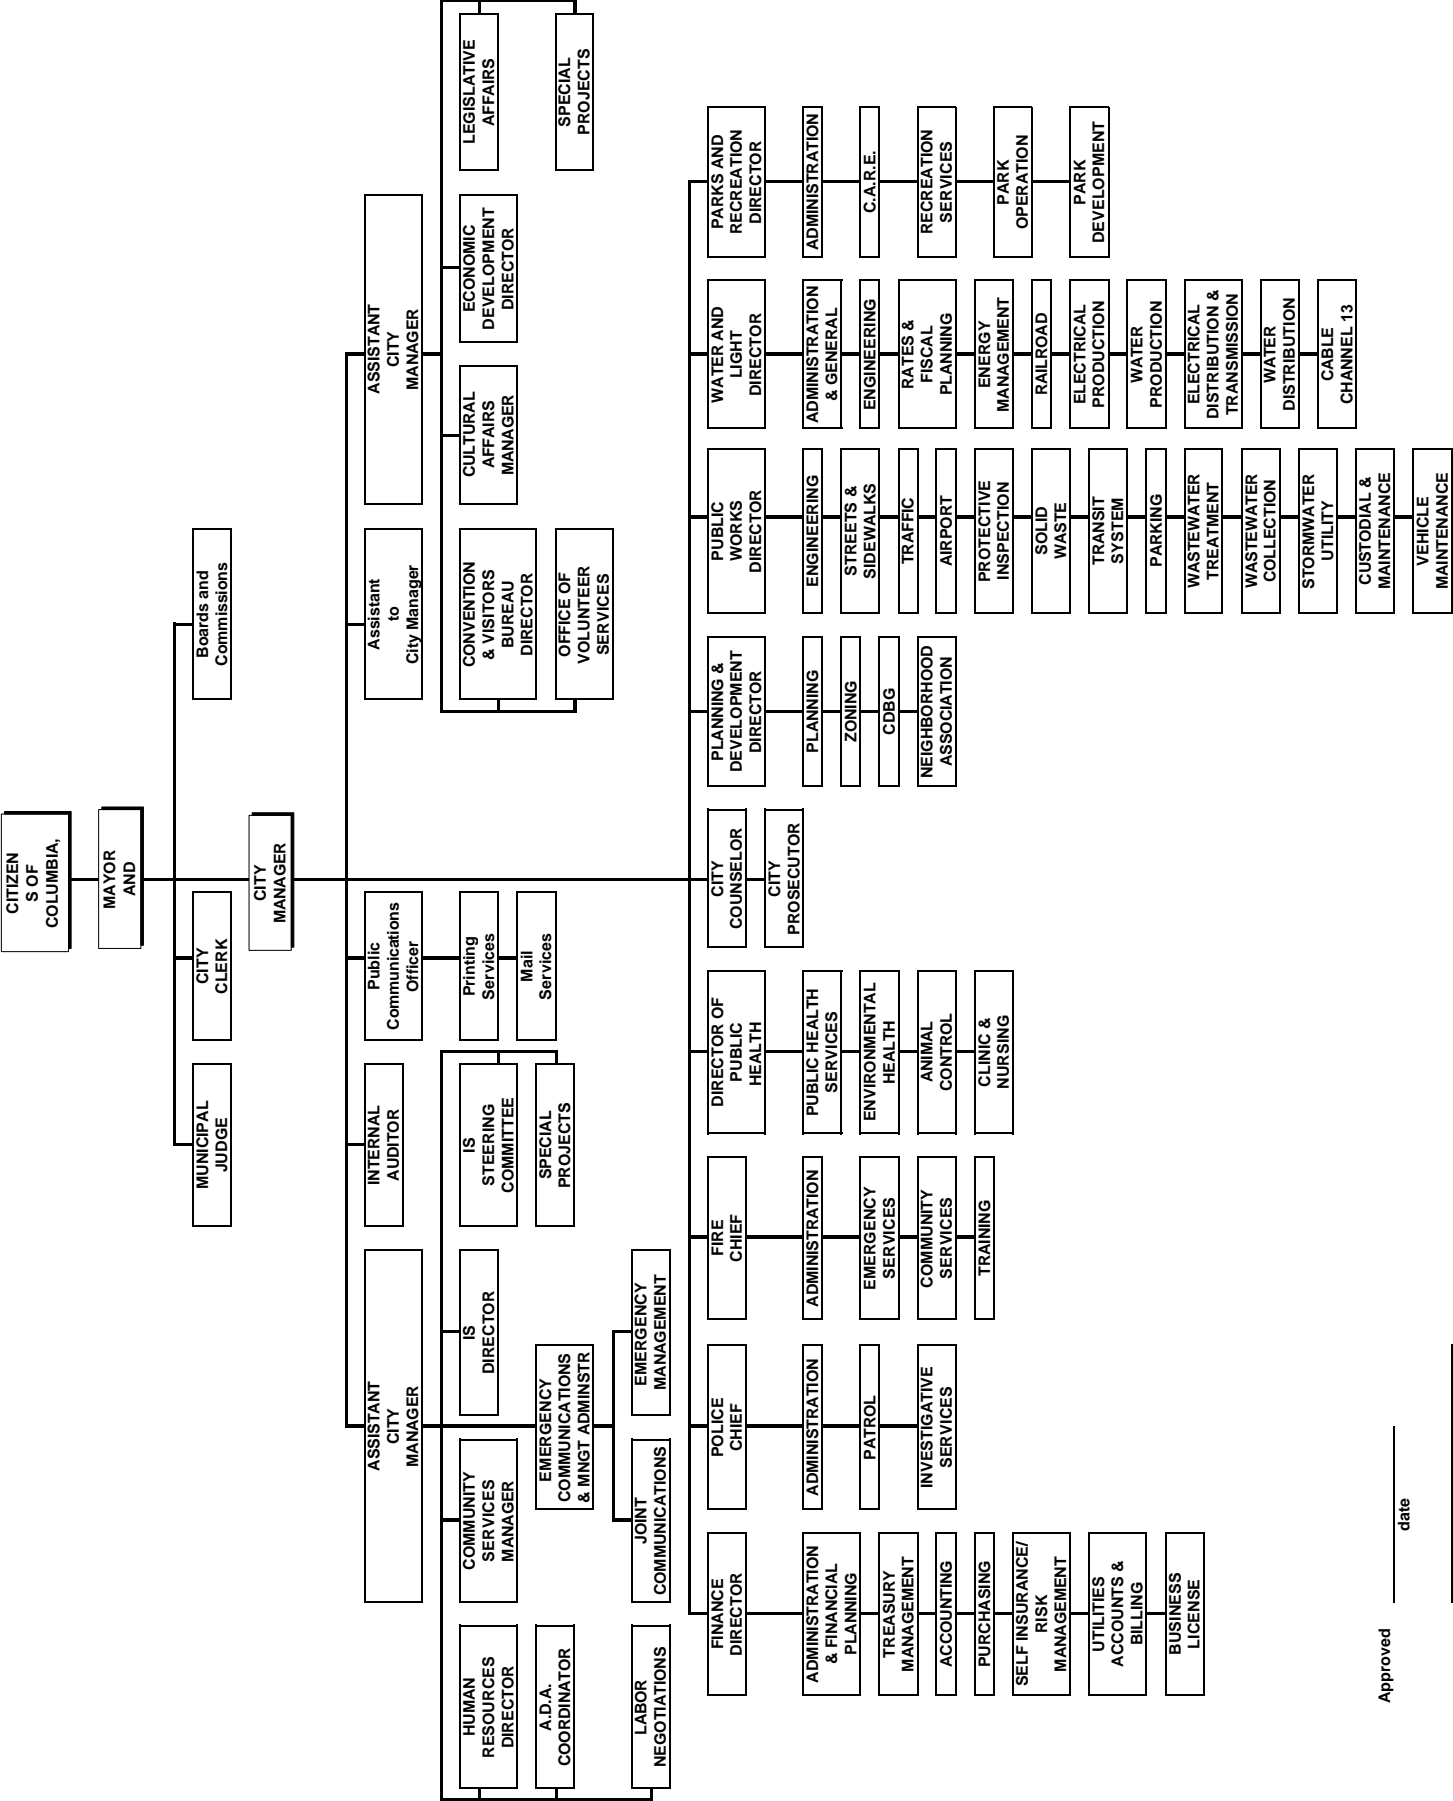 CITIZEN
S OF
COLUMBIA,
MAYOR
AND
MUNICIPAL
JUDGE
CITY
CLERK
Boards and
Commissions
CITY
MANAGER
ASSISTANT
CITY
MANAGER
INTERNAL
AUDITOR
Public
Communications
Officer
Assistant
to
City Manager
ASSISTANT
CITY
MANAGER
HUMAN
RESOURCES
DIRECTOR
COMMUNITY
SERVICES
MANAGER
IS
DIRECTOR
IS
STEERING
COMMITTEE
Printing
Services
CONVENTION
& VISITORS
BUREAU
DIRECTOR
CULTURAL
AFFAIRS
MANAGER
ECONOMIC
DEVELOPMENT
DIRECTOR
LEGISLATIVE
AFFAIRS
A.D.A.
COORDINATOR
EMERGENCY
COMMUNICATIONS
& MNGT ADMINSTR
SPECIAL
PROJECTS
Mail
Services
OFFICE OF
VOLUNTEER
SERVICES
SPECIAL
PROJECTS
LABOR
NEGOTIATIONS
JOINT
COMMUNICATIONS
EMERGENCY
MANAGEMENT
FINANCE
DIRECTOR
ADMINISTRATION
& FINANCIAL
PLANNING
TREASURY
MANAGEMENT
ACCOUNTING
PURCHASING
SELF INSURANCE/
RISK
MANAGEMENT
UTILITIES
ACCOUNTS &
BILLING
BUSINESS
LICENSE
POLICE
CHIEF
ADMINISTRATION
PATROL
INVESTIGATIVE
SERVICES
FIRE
CHIEF
ADMINISTRATION
EMERGENCY
SERVICES
COMMUNITY
SERVICES
TRAINING
DIRECTOR OF
PUBLIC
HEALTH
PUBLIC HEALTH
SERVICES
ENVIRONMENTAL
HEALTH
ANIMAL
CONTROL
CLINIC &
NURSING
CITY
COUNSELOR
CITY
PROSECUTOR
PLANNING &
DEVELOPMENT
DIRECTOR
PLANNING
ZONING
CDBG
NEIGHBORHOOD
ASSOCIATION
PUBLIC
WORKS
DIRECTOR
ENGINEERING
STREETS &
SIDEWALKS
TRAFFIC
AIRPORT
PROTECTIVE
INSPECTION
SOLID
WASTE
TRANSIT
SYSTEM
PARKING
WASTEWATER
TREATMENT
WASTEWATER
COLLECTION
STORMWATER
UTILITY
CUSTODIAL &
MAINTENANCE
VEHICLE
MAINTENANCE
WATER AND
LIGHT
DIRECTOR
ADMINISTRATION
& GENERAL
ENGINEERING
RATES &
FISCAL
PLANNING
ENERGY
MANAGEMENT
RAILROAD
ELECTRICAL
PRODUCTION
WATER
PRODUCTION
ELECTRICAL
DISTRIBUTION &
TRANSMISSION
WATER
DISTRIBUTION
CABLE
CHANNEL 13
PARKS AND
RECREATION
DIRECTOR
ADMINISTRATION
C.A.R.E.
RECREATION
SERVICES
PARK
OPERATION
PARK
DEVELOPMENT
Approved
date